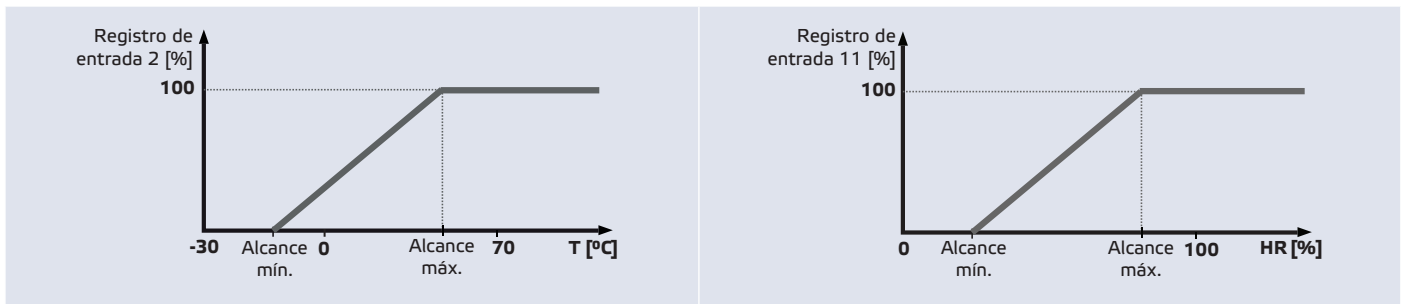 Registro de
entrada 2 [%]
100
-30
Alcance
mín.
0
Alcance
máx.
70
T [ºC]
Registro de
entrada 11 [%]
100
0
Alcance
mín.
Alcance
máx.
100
HR [%]